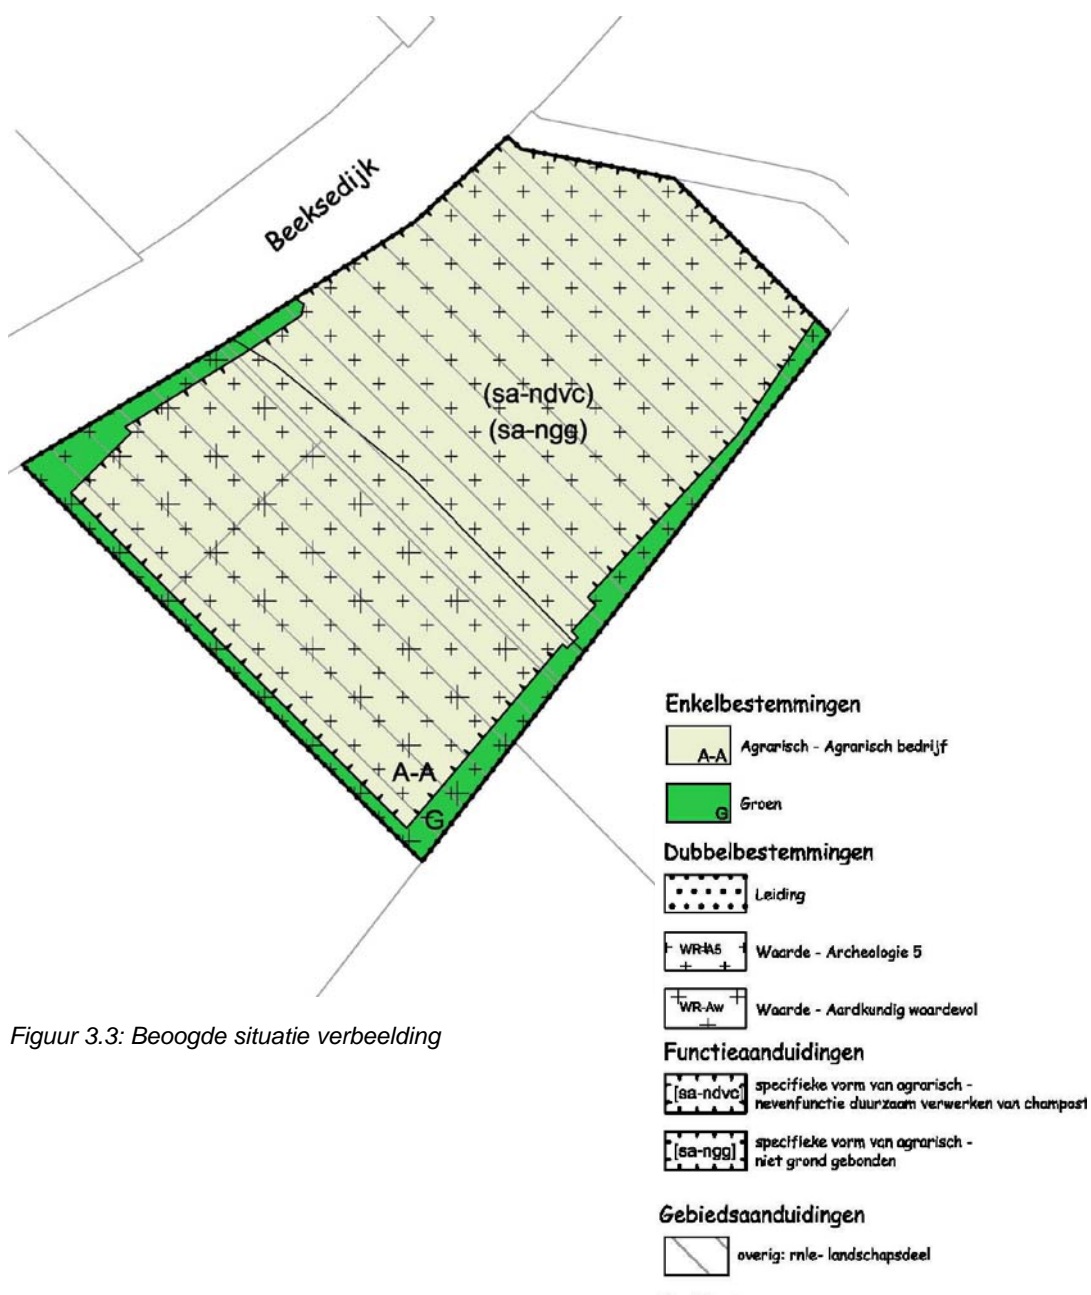 Beeksedijk
(sa-ndvc)
(sa-ngg)
A-A
G
Enkelbestemmingen
A-A Agrarisch - Agrarisch bedrijf
G Groen
Dubbelbestemmingen
Leiding
WR-A5 Waarde - Archeologie 5
WR-Aw Waarde - Aardkundig waardevol
Figuur 3.3: Beoogde situatie verbeelding
Functieaanduidingen
[sa-ndvc] specifieke vorm van agrarisch -
nevenfunctie duurzaam verwerken van champost
[sa-ngg] specifieke vorm van agrarisch -
niet grond gebonden
Gebiedsaanduidingen
overig: rnle- landschapsdeel